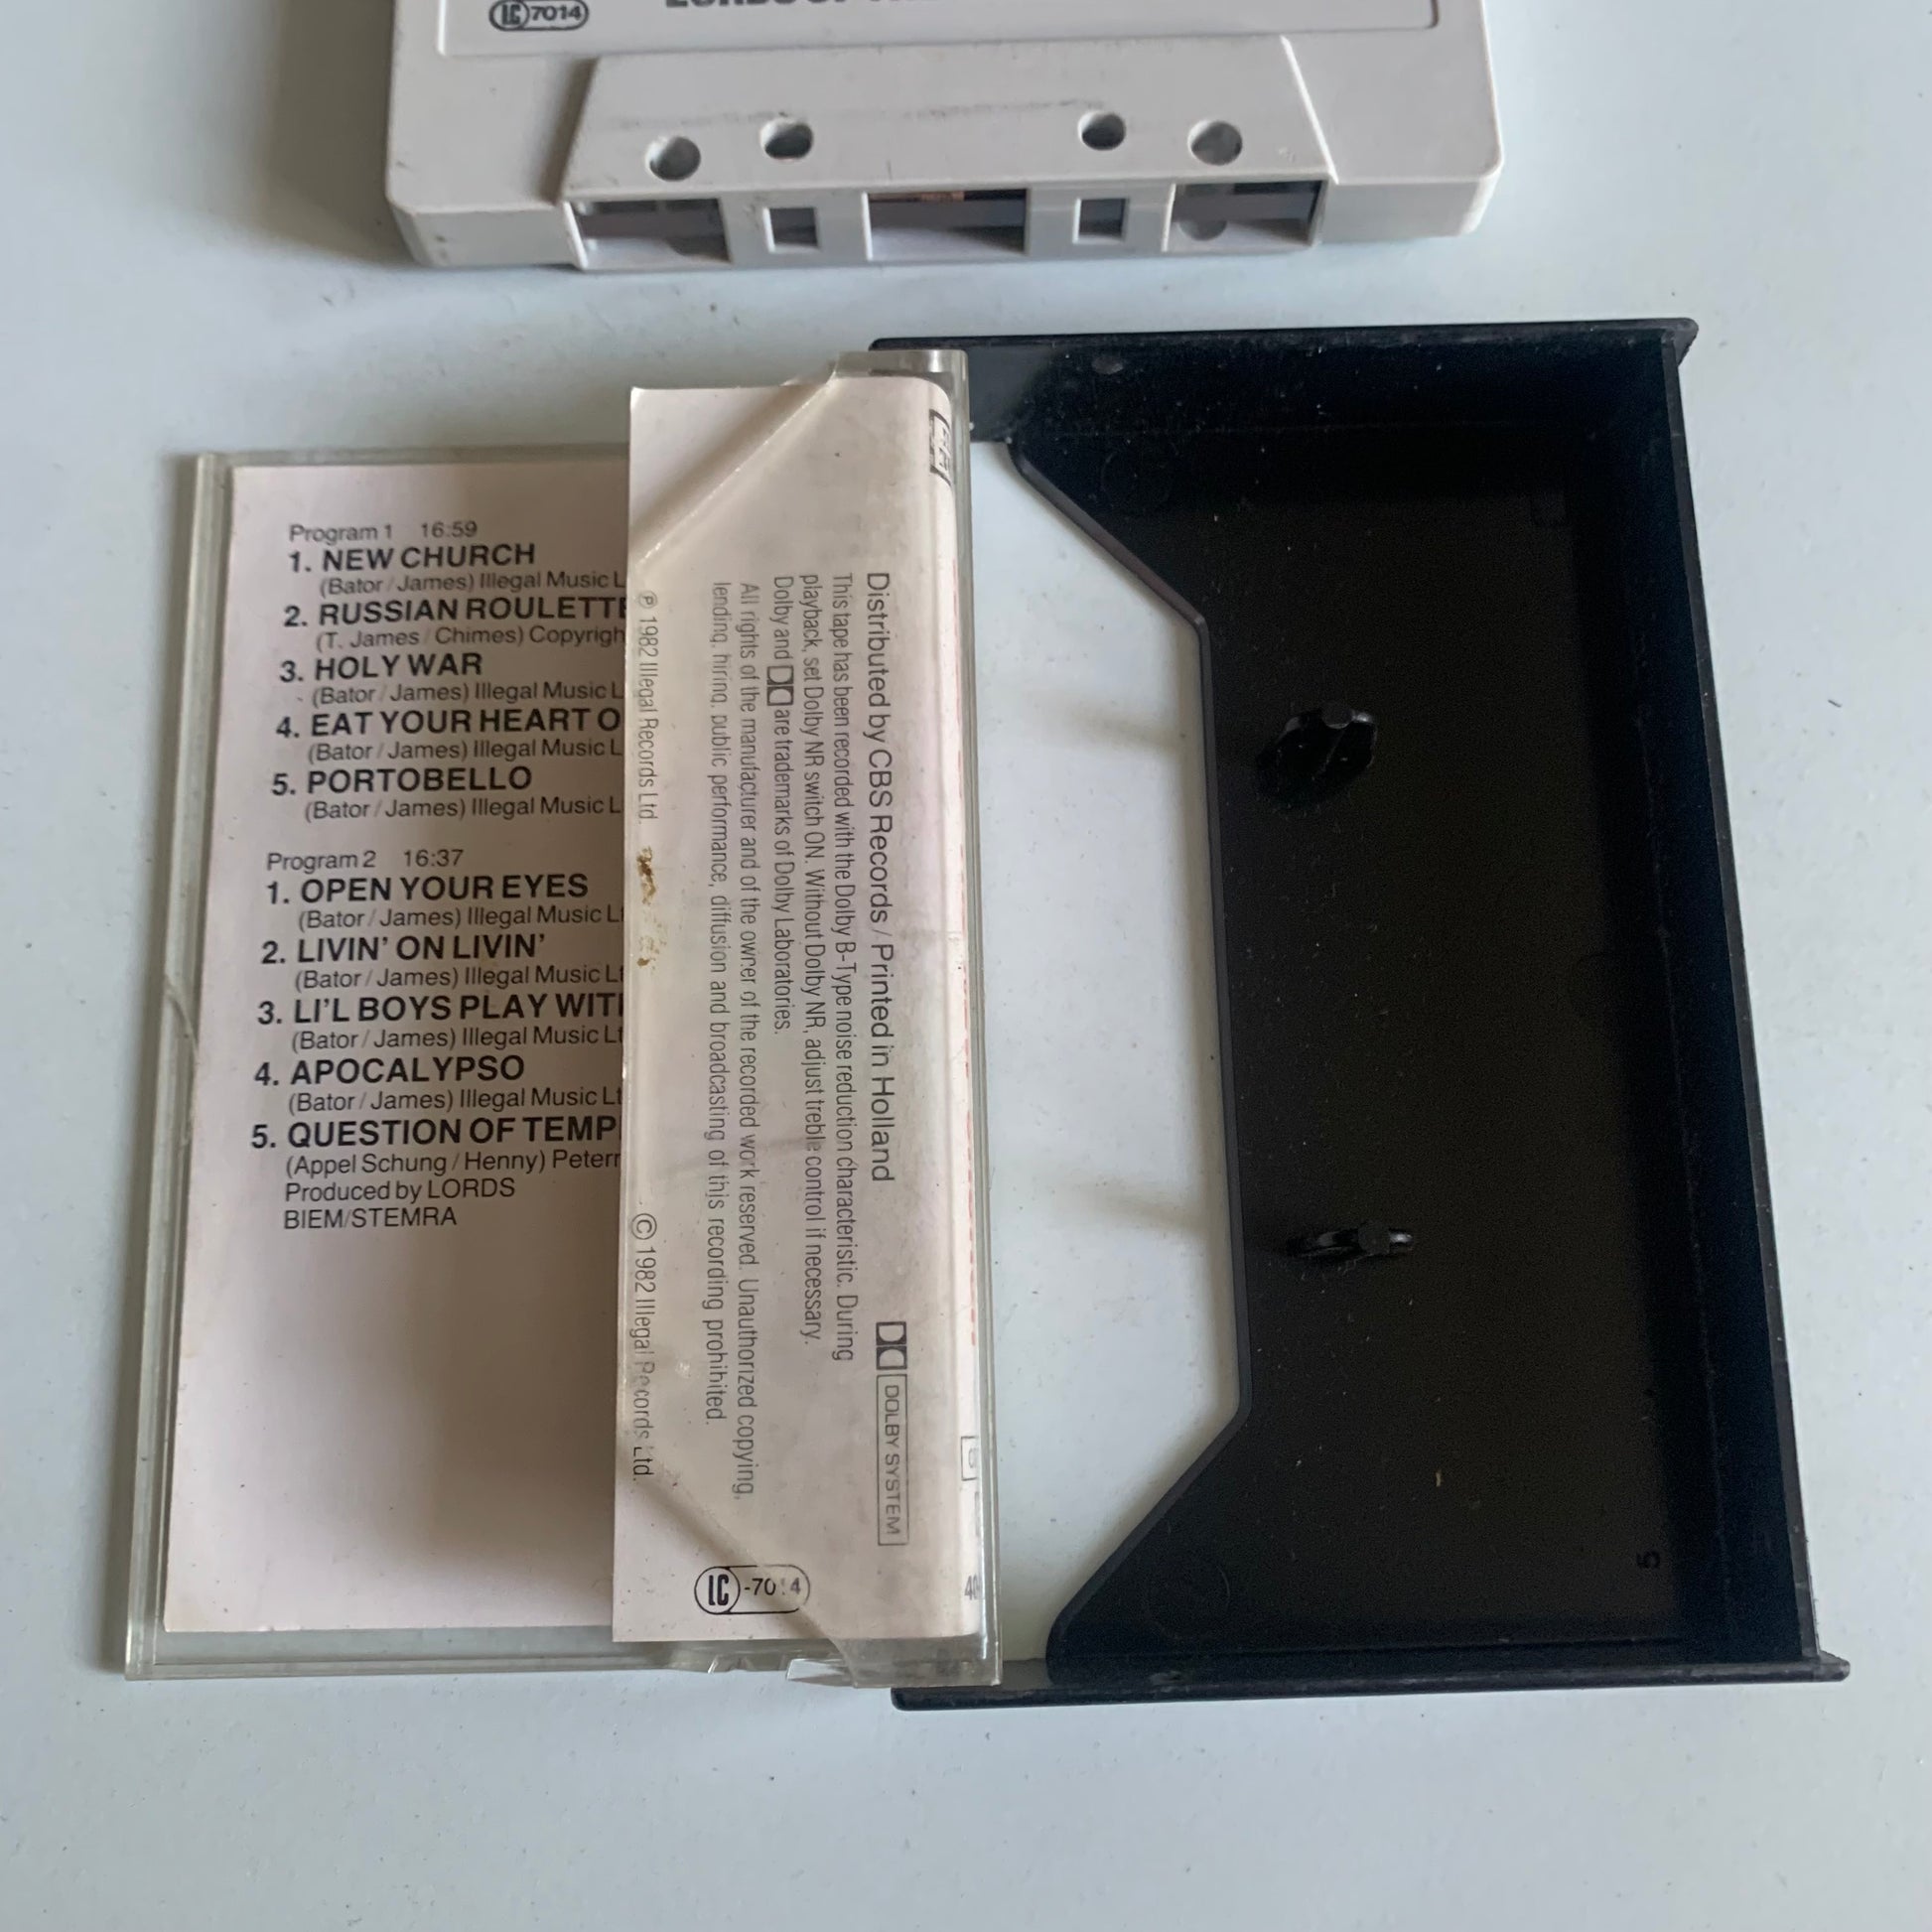 LC 7014
Program 1 16:59
1. NEW CHURCH
(Bator / James) Illegal Music L
2. RUSSIAN ROULETTE
(T. James / Chimes) Copyrigh
3. HOLY WAR
(Bator / James) Illegal Music L
4. EAT YOUR HEART O
(Bator / James) Illegal Music L
5. PORTOBELLO
(Bator / James) Illegal Music L
Program 2 16:37
1. OPEN YOUR EYES
(Bator / James) Illegal Music Lt
2. LIVIN' ON LIVIN'
(Bator / James) Illegal Music Lt
3. LI'L BOYS PLAY WIT
(Bator / James) Illegal Music Lt
4. APOCALYPSO
(Bator / James) Illegal Music Lt
5. QUESTION OF TEMP
(Appel Schung / Henny) Peter
Produced by LORDS
BIEM/STEMRA
Distributed by CBS Records / Printed in Holland
This tape has been recorded with the Dolby B-Type noise reduction characteristic. During
playback, set Dolby NR switch ON. Without Dolby NR, adjust treble control if necessary.
Dolby and are trademarks of Dolby Laboratories.
DOLBY SYSTEM
All rights of the manufacturer and of the owner of the recorded work reserved. Unauthorized copying,
lending, hiring, public performance, diffusion and broadcasting of this recording prohibited.
℗ 1982 Illegal Records Ltd. © 1982 Illegal Records Ltd.
LC -7014
40
5